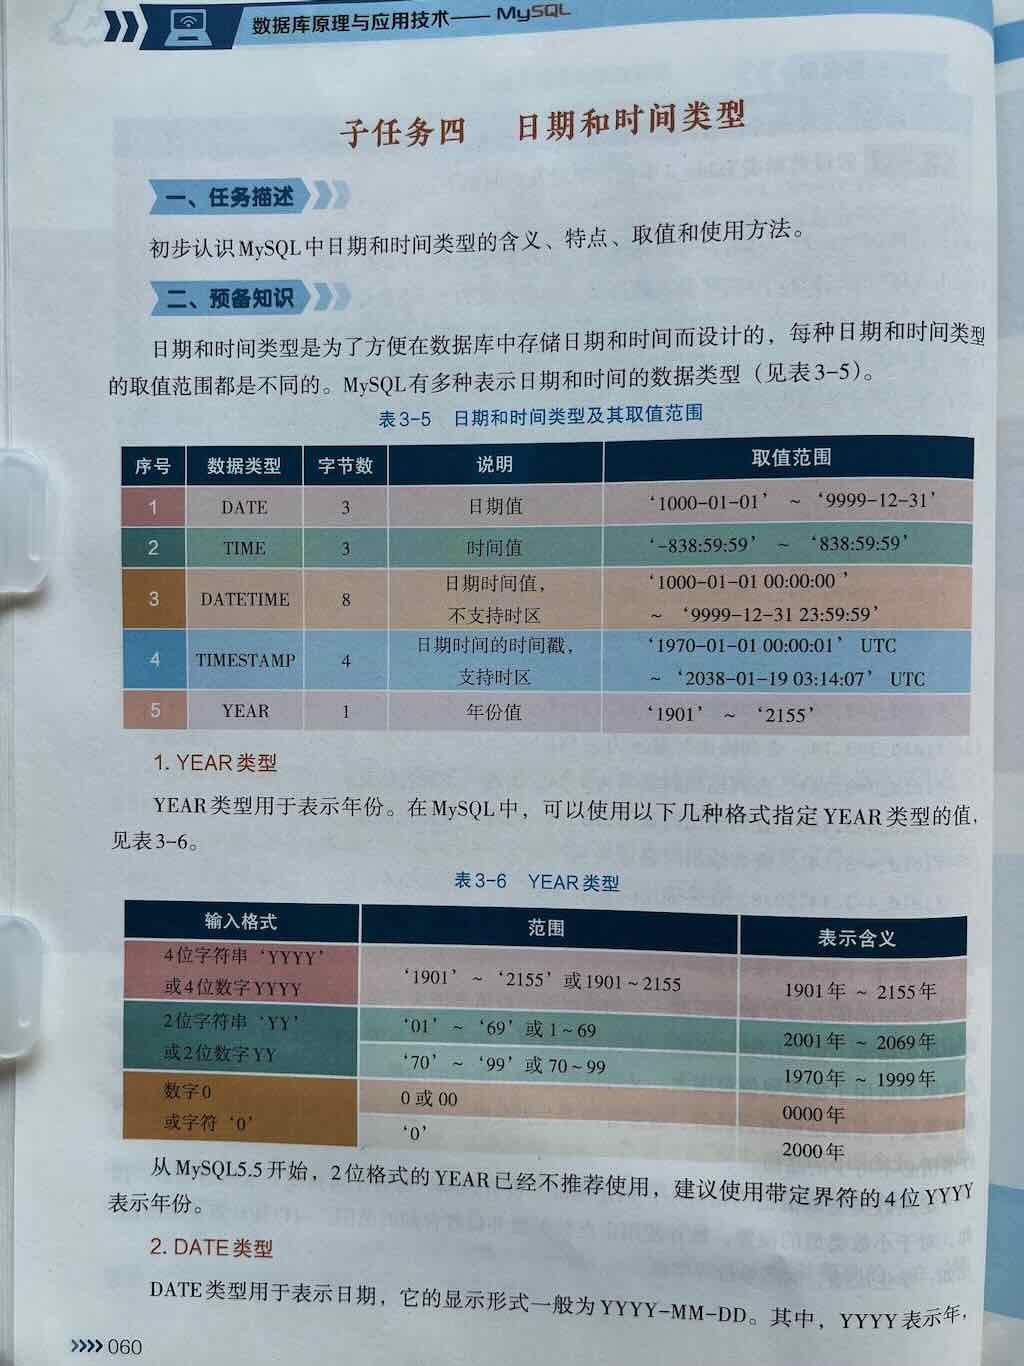 数据库原理与应用技术——MySQL
子任务四 日期和时间类型
一、任务描述
初步认识MySQL中日期和时间类型的含义、特点、取值和使用方法。
二、预备知识
日期和时间类型是为了方便在数据库中存储日期和时间而设计的，每种日期和时间类型
的取值范围都是不同的。MySQL有多种表示日期和时间的数据类型（见表3-5）。
表3-5 日期和时间类型及其取值范围
序号 数据类型 字节数 说明 取值范围
1 DATE 3 日期值 ‘1000-01-01’ ~ ‘9999-12-31’
2 TIME 3 时间值 ‘-838:59:59’ ~ ‘838:59:59’
3 DATETIME 8 日期时间值， ‘1000-01-01 00:00:00 ’
不支持时区 ~ ‘9999-12-31 23:59:59’
4 TIMESTAMP 4 日期时间的时间戳， ‘1970-01-01 00:00:01’ UTC
支持时区 ~ ‘2038-01-19 03:14:07’ UTC
5 YEAR 1 年份值 ‘1901’ ~ ‘2155’
1. YEAR类型
YEAR类型用于表示年份。在MySQL中，可以使用以下几种格式指定YEAR类型的值，
见表3-6。
表3-6 YEAR类型
输入格式 范围 表示含义
4位字符串‘YYYY’
或4位数字YYYY ‘1901’ ~ ‘2155’或1901~2155 1901年 ~ 2155年
2位字符串‘YY’ ‘01’ ~ ‘69’或1~69 2001年 ~ 2069年
或2位数字YY ‘70’ ~ ‘99’或70~99 1970年 ~ 1999年
数字0 0或00 0000年
或字符‘0’ ‘0’ 2000年
从MySQL5.5开始，2位格式的YEAR已经不推荐使用，建议使用带定界符的4位YYYY
表示年份。
2. DATE类型
DATE类型用于表示日期，它的显示形式一般为YYYY-MM-DD。其中，YYYY表示年，
060